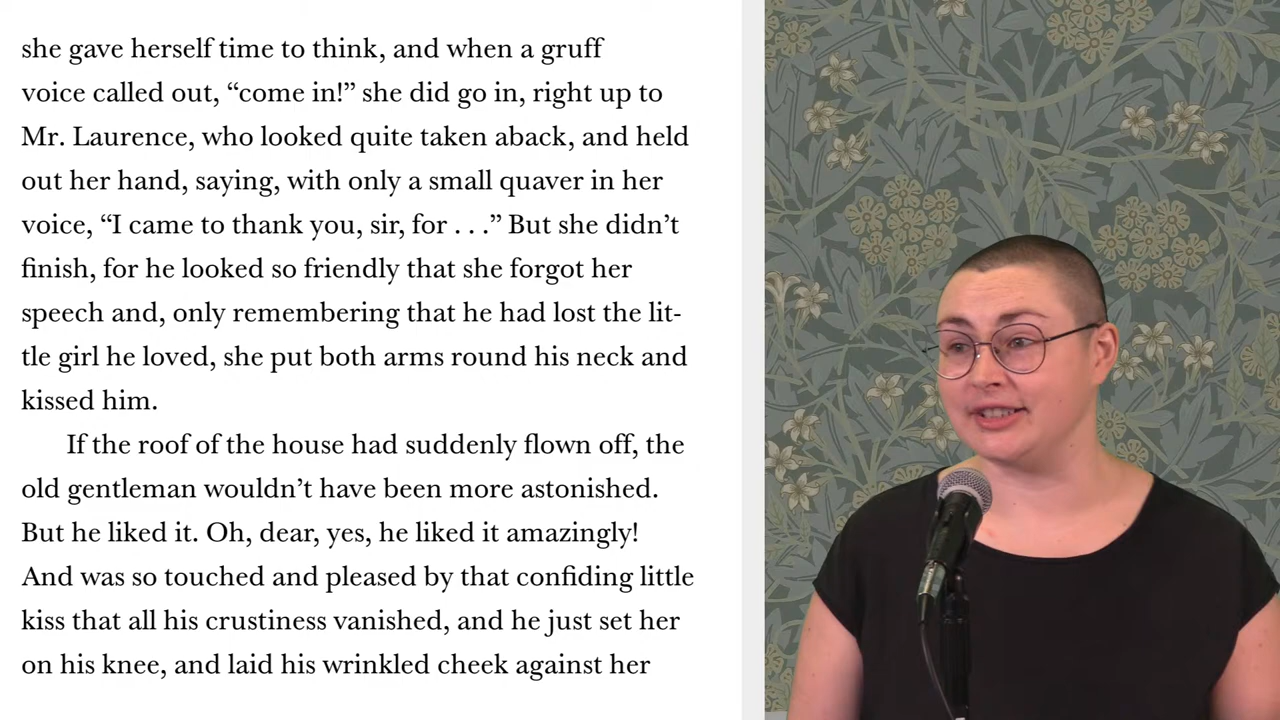 she gave herself time to think, and when a gruff
voice called out, “come in!” she did go in, right up to
Mr. Laurence, who looked quite taken aback, and held
out her hand, saying, with only a small quaver in her
voice, “I came to thank you, sir, for . . .” But she didn’t
finish, for he looked so friendly that she forgot her
speech and, only remembering that he had lost the lit-
tle girl he loved, she put both arms round his neck and
kissed him.
If the roof of the house had suddenly flown off, the
old gentleman wouldn’t have been more astonished.
But he liked it. Oh, dear, yes, he liked it amazingly!
And was so touched and pleased by that confiding little
kiss that all his crustiness vanished, and he just set her
on his knee, and laid his wrinkled cheek against her